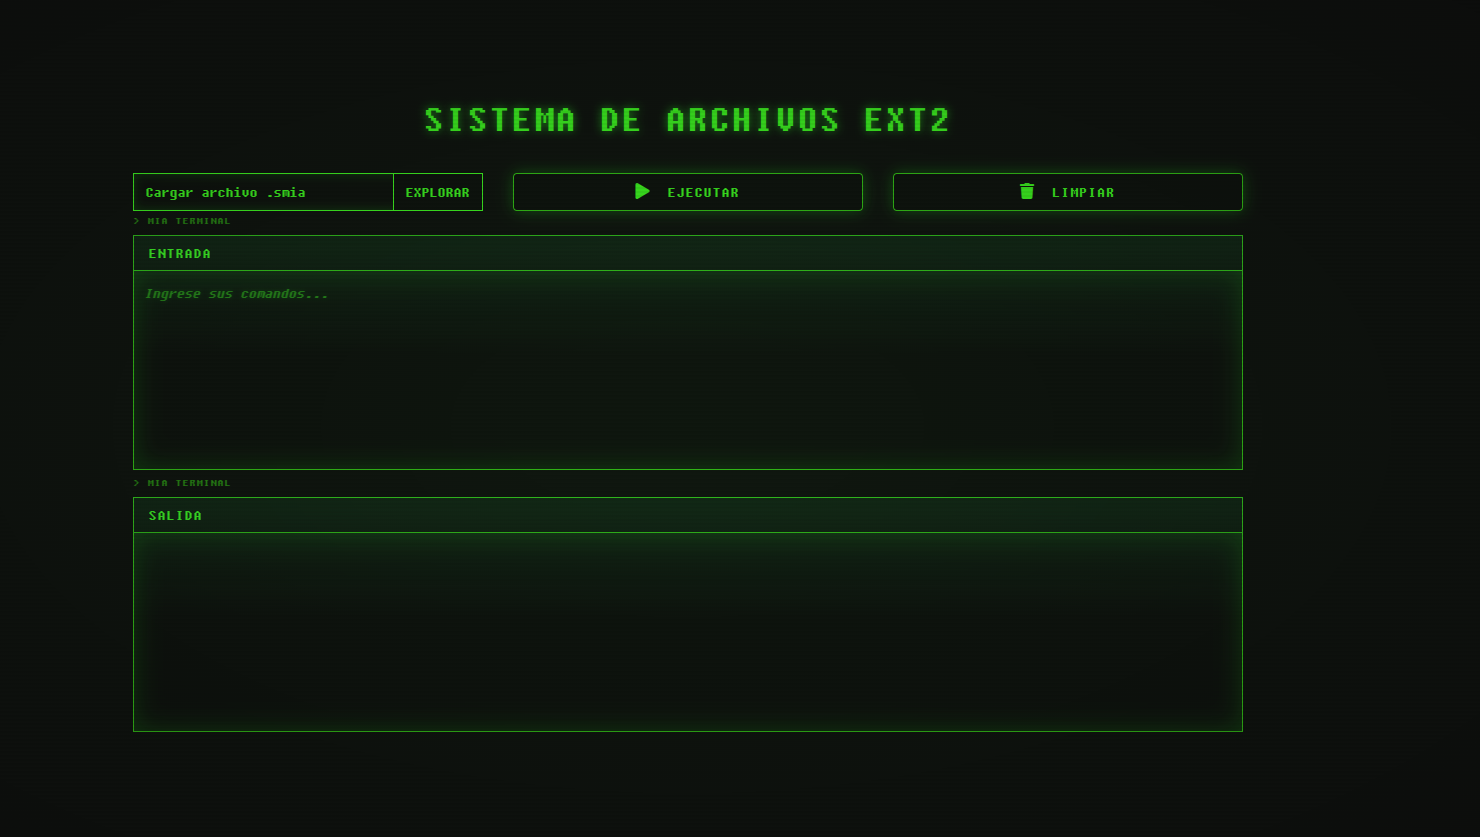 SISTEMA DE ARCHIVOS EXT2
Cargar archivo .smia EXPLORAR EJECUTAR LIMPIAR
> MIA TERMINAL
ENTRADA
Ingrese sus comandos...
> MIA TERMINAL
SALIDA